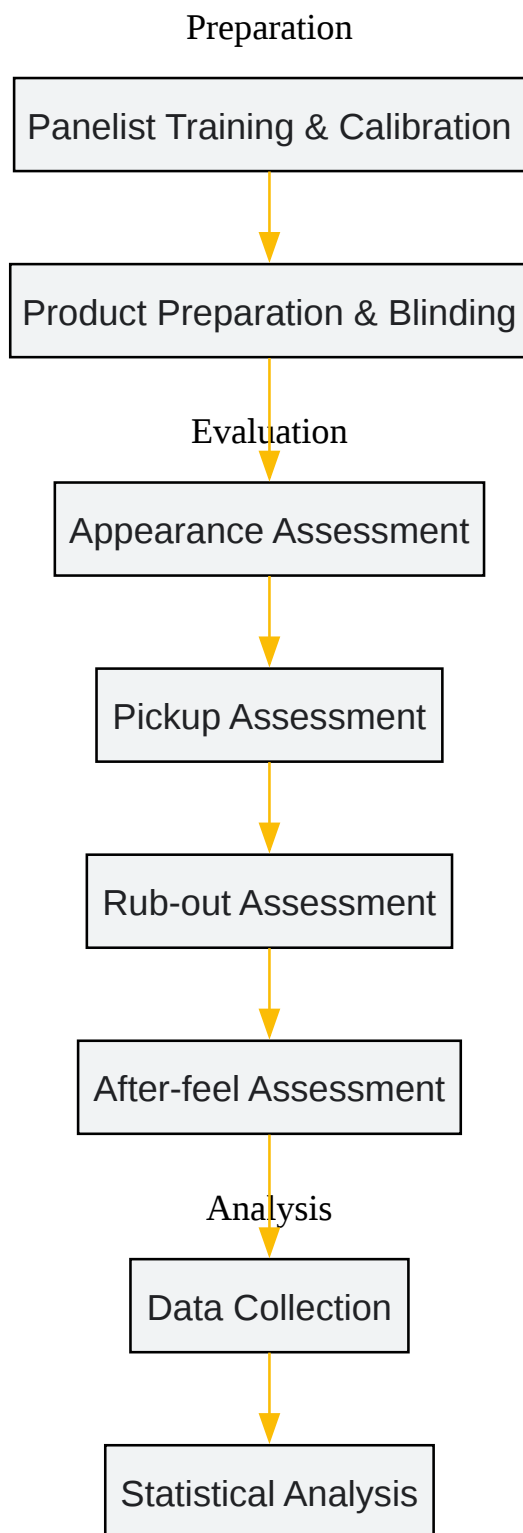 Preparation
Panelist Training & Calibration
Product Preparation & Blinding
Evaluation
Appearance Assessment
Pickup Assessment
Rub-out Assessment
After-feel Assessment
Analysis
Data Collection
Statistical Analysis